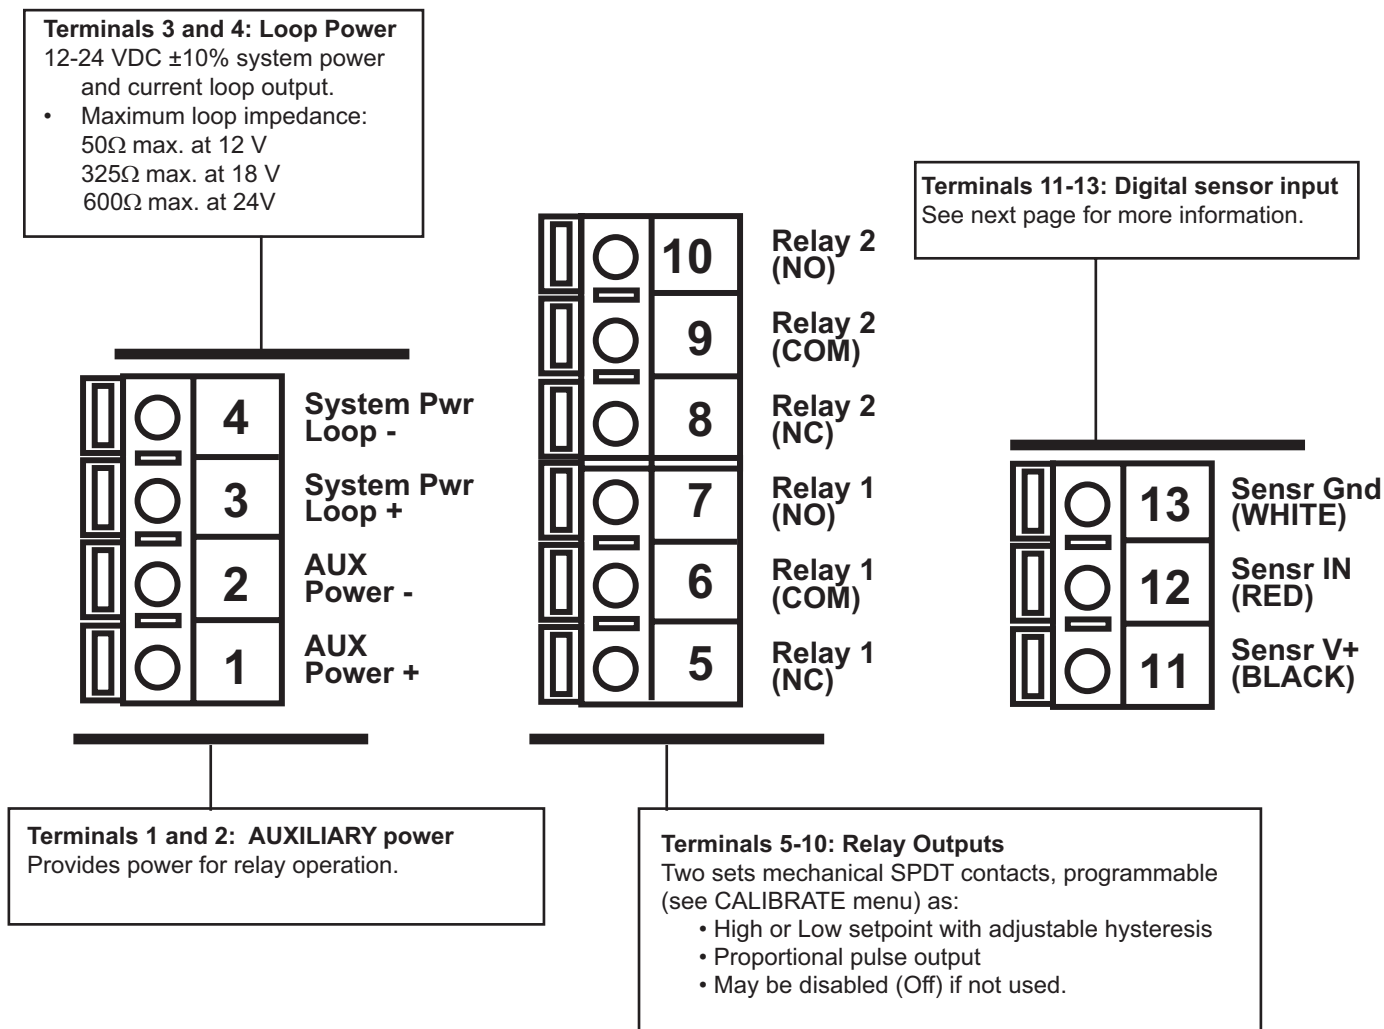 Terminals 3 and 4: Loop Power
12-24 VDC ±10% system power
and current loop output.
• Maximum loop impedance:
50Ω max. at 12 V
325Ω max. at 18 V
600Ω max. at 24V
Terminals 11-13: Digital sensor input
See next page for more information.
4
System Pwr
Loop -
3
System Pwr
Loop +
2
AUX
Power -
1
AUX
Power +
10
Relay 2
(NO)
9
Relay 2
(COM)
8
Relay 2
(NC)
7
Relay 1
(NO)
6
Relay 1
(COM)
5
Relay 1
(NC)
13
Sensr Gnd
(WHITE)
12
Sensr IN
(RED)
11
Sensr V+
(BLACK)
Terminals 1 and 2: AUXILIARY power
Provides power for relay operation.
Terminals 5-10: Relay Outputs
Two sets mechanical SPDT contacts, programmable
(see CALIBRATE menu) as:
• High or Low setpoint with adjustable hysteresis
• Proportional pulse output
• May be disabled (Off) if not used.